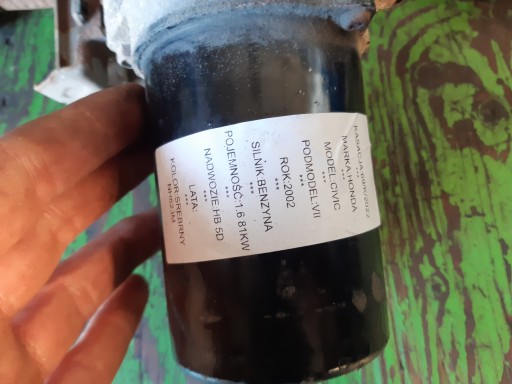 MARKA:HONDA
***
MODEL:CIVIC
***
PODMODEL:VII
***
ROK:2002
***
SILNIK:BENZYNA
***
POJEMNOŚĆ:1.6 81KW
***
NADWOZIE:HB 5D
***
LATA:
***
KOLOR:SREBRNY